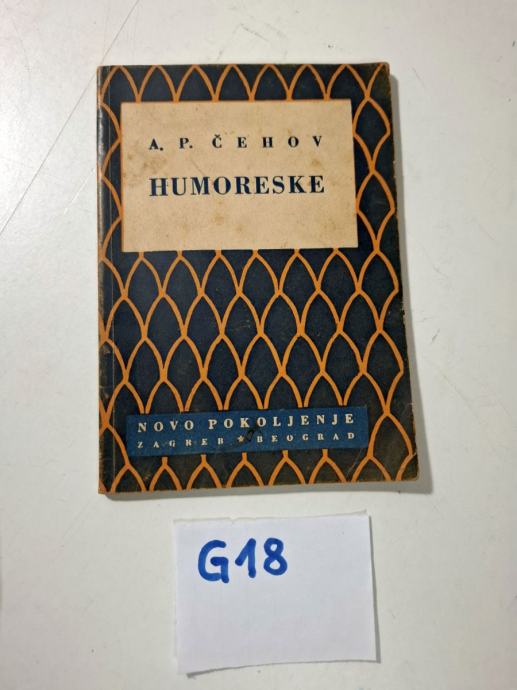 A. P. ČEHOV
HUMORESKE
NOVO POKOLJENJE
ZAGREB ★ BEOGRAD
G18